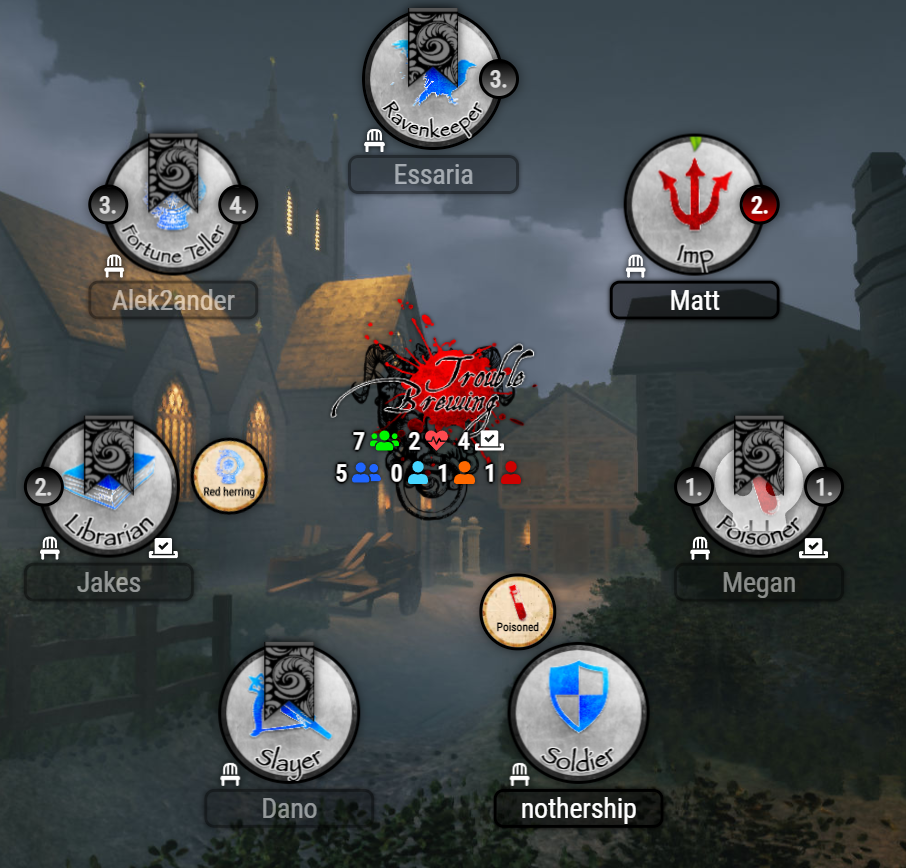 Ravenkeeper
3.
Essaria
3.
4.
Fortune Teller
Alek2ander
2.
Imp
Matt
Trouble
Brewing
7 2 4
5 0 1 1
2.
Librarian
Red herring
Jakes
1.
1.
Poisoner
Megan
Poisoned
Slayer
Dano
Soldier
nothership